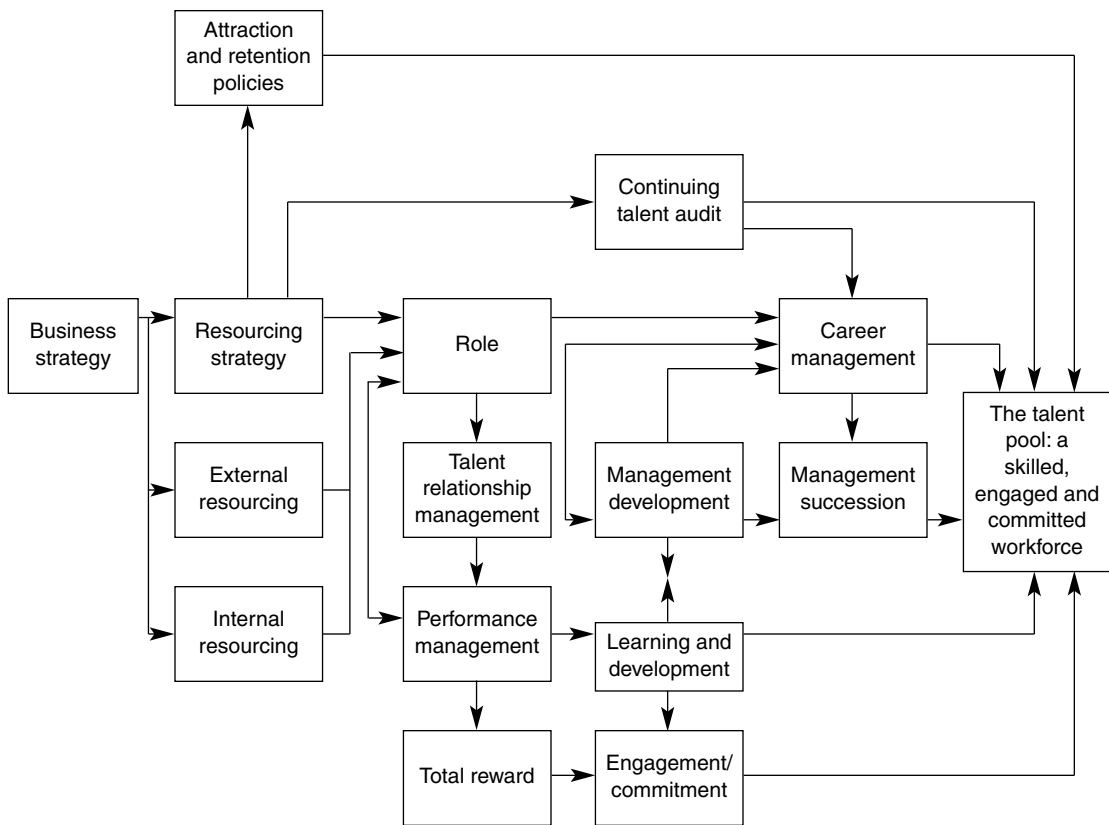 Attraction
and retention
policies
Continuing
talent audit
Business
strategy
Resourcing
strategy
Role
Career
management
External
resourcing
Talent
relationship
management
Management
development
Management
succession
The talent
pool: a
skilled,
engaged and
committed
workforce
Internal
resourcing
Performance
management
Learning and
development
Total reward
Engagement/
commitment